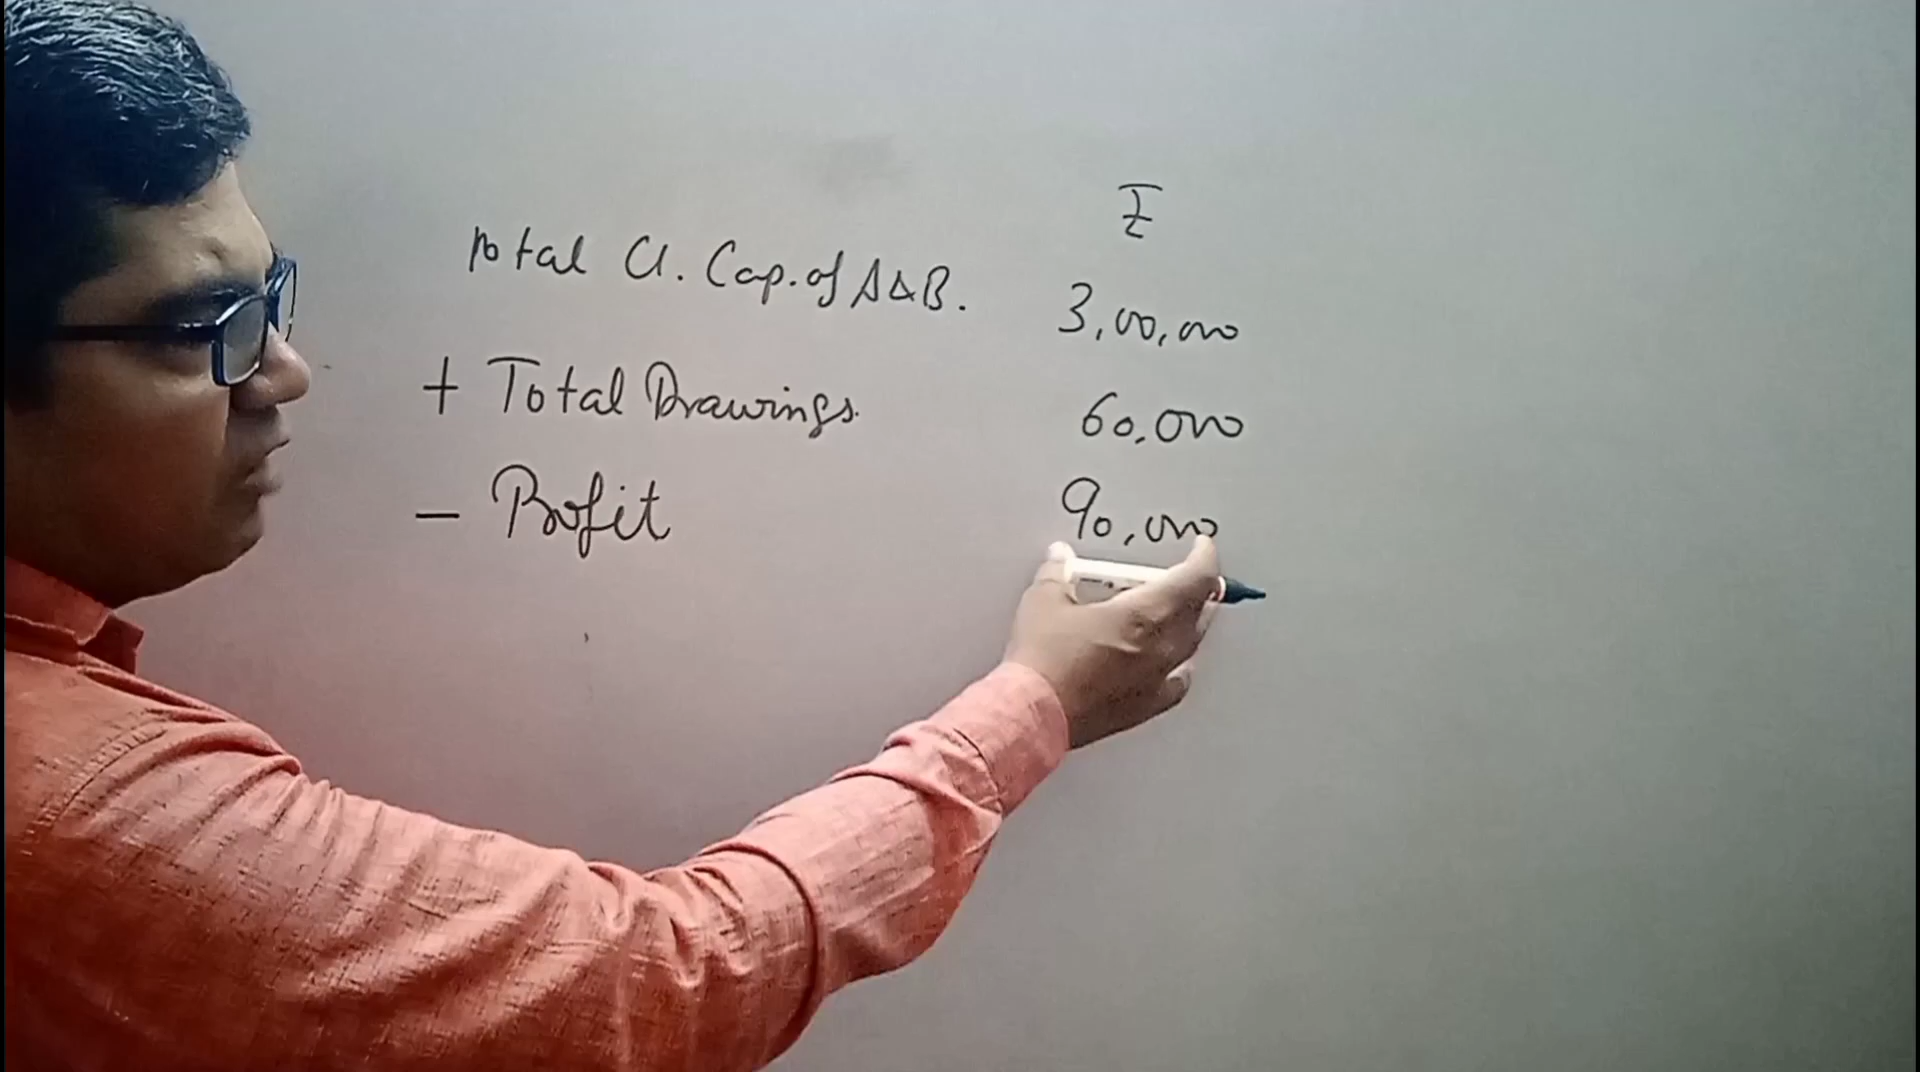 ₹
Total Cl. Cap. of A & B. 3,00,000
+ Total Drawings. 60,000
- Profit 90,000